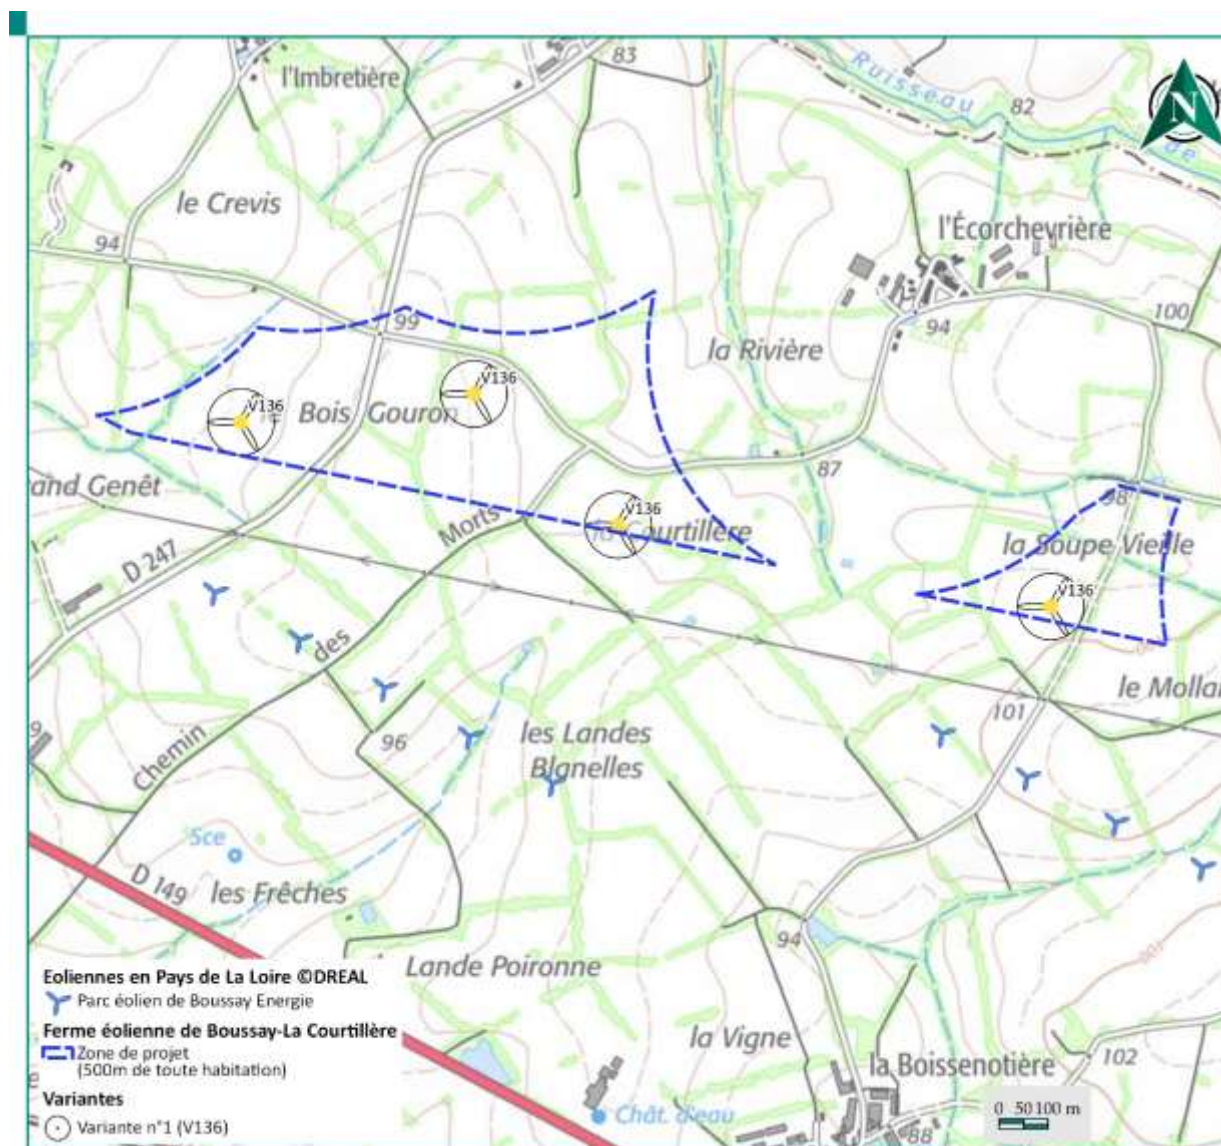 83
l'Imbretière
Ruisseau
82
de
N
le Crevis
l'Écorchevrière
94
99
94
100
la Rivière
V136
V136
Bois Gouron
87
and Genêt
98
Morts
V136
la Courtillère
la Soupe Vieille
D 247
V136
des
le Mollar
101
9
96
les Landes
Blanelles
Chemin
Sce
D 149
les Frêches
94
Lande Poironne
Eoliennes en Pays de La Loire ©DREAL
Parc éolien de Boussay Energie
Ferme éolienne de Boussay-La Courtillère
Zone de projet
(500m de toute habitation)
Variantes
Variante n°1 (V136)
la Vigne
la Boissenotière
102
Chât. d'eau
0 50 100 m
88